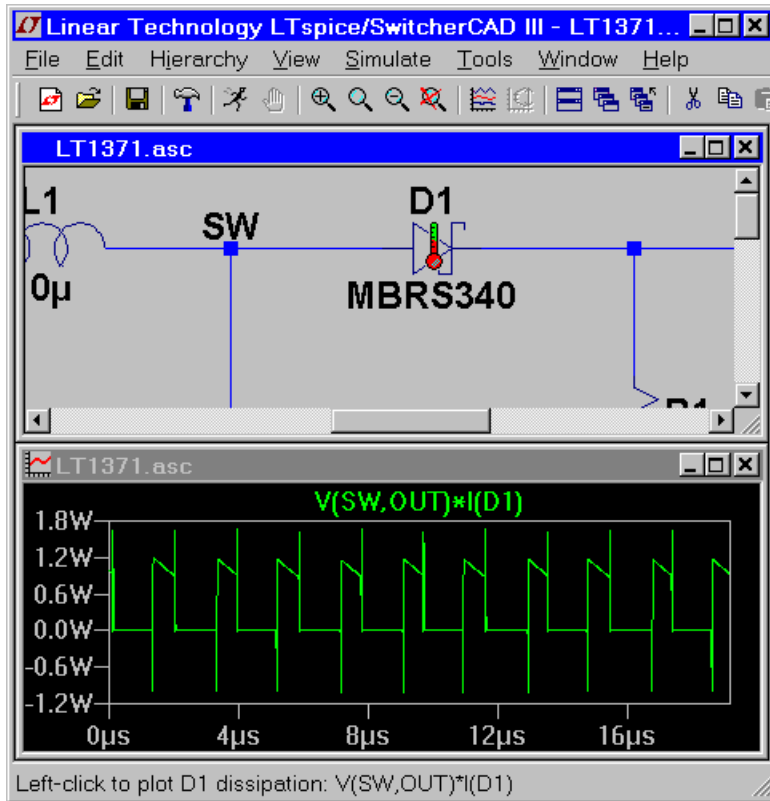 Linear Technology LTspice/SwitcherCAD III - LT1371...
File Edit Hierarchy View Simulate Tools Window Help
LT1371.asc
L1
SW
D1
0µ
MBRS340
LT1371.asc
V(SW,OUT)*I(D1)
1.8W
1.2W
0.6W
0.0W
-0.6W
-1.2W
0µs 4µs 8µs 12µs 16µs
Left-click to plot D1 dissipation: V(SW,OUT)*I(D1)